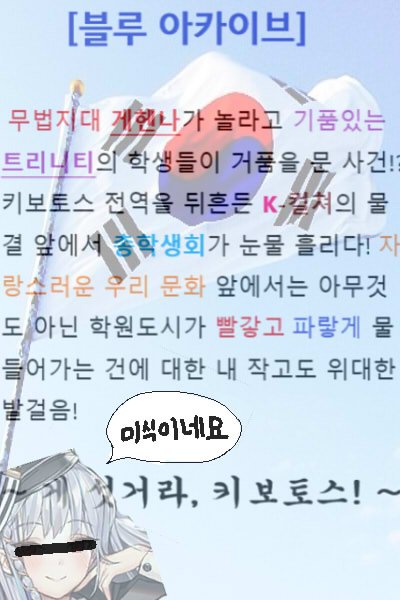 [블루 아카이브]
무법지대 게헨나가 놀라고 기품있는
트리니티의 학생들이 거품을 문 사건!?
키보토스 전역을 뒤흔든 K-컬쳐의 물
결 앞에서 총학생회가 눈물 흘리다! 자
랑스러운 우리 문화 앞에서는 아무것
도 아닌 학원도시가 빨갛고 파랗게 물
들어가는 건에 대한 내 작고도 위대한
발걸음!
미식이네요
키보토스! ~